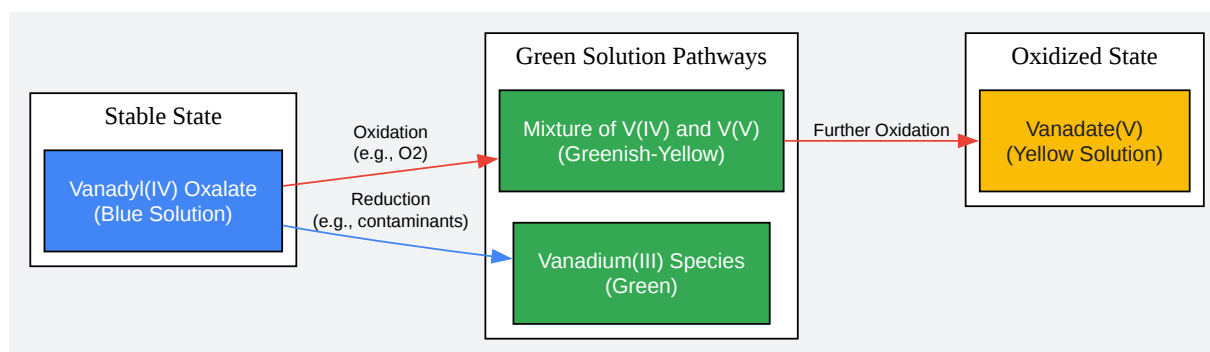 Stable State
Vanadyl(IV) Oxalate
(Blue Solution)
Oxidation
(e.g., O2)
Reduction
(e.g., contaminants)
Green Solution Pathways
Mixture of V(IV) and V(V)
(Greenish-Yellow)
Vanadium(III) Species
(Green)
Further Oxidation
Oxidized State
Vanadate(V)
(Yellow Solution)